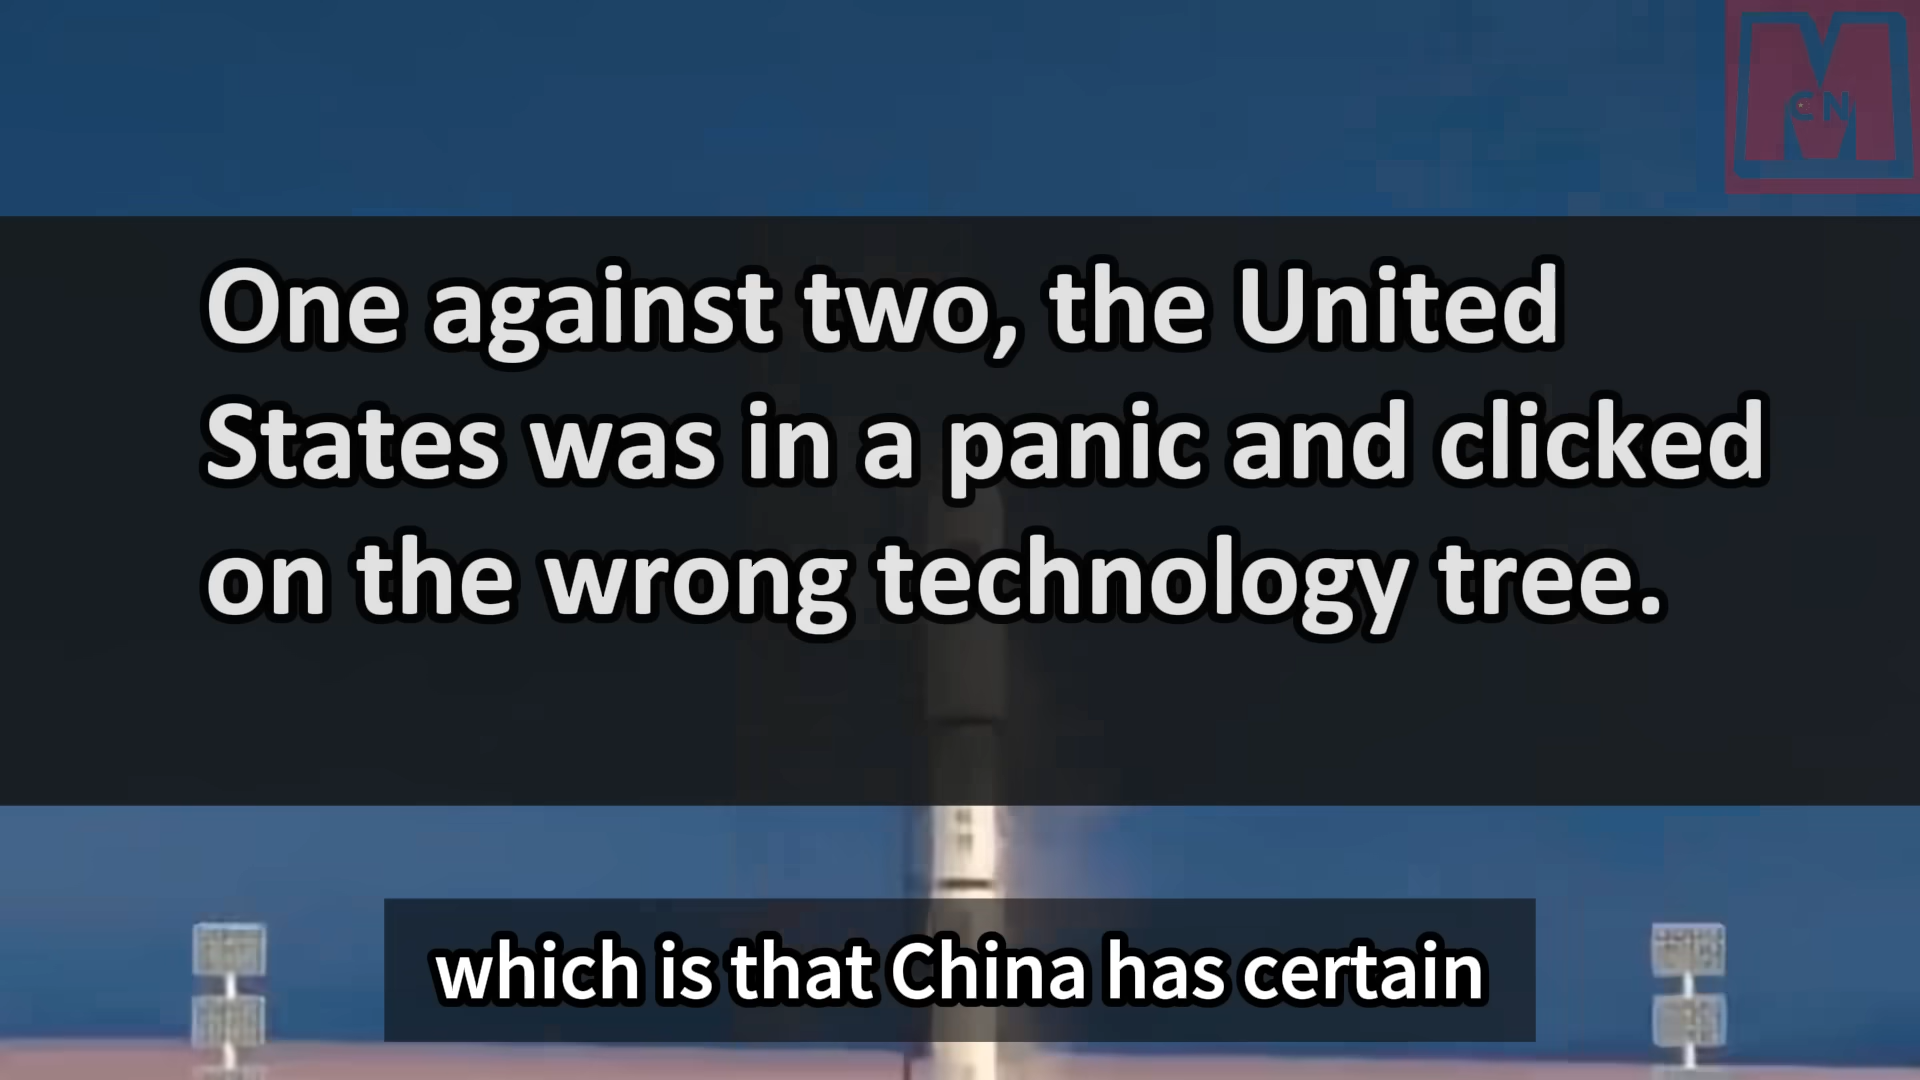 CN
One against two, the United
States was in a panic and clicked
on the wrong technology tree.
which is that China has certain